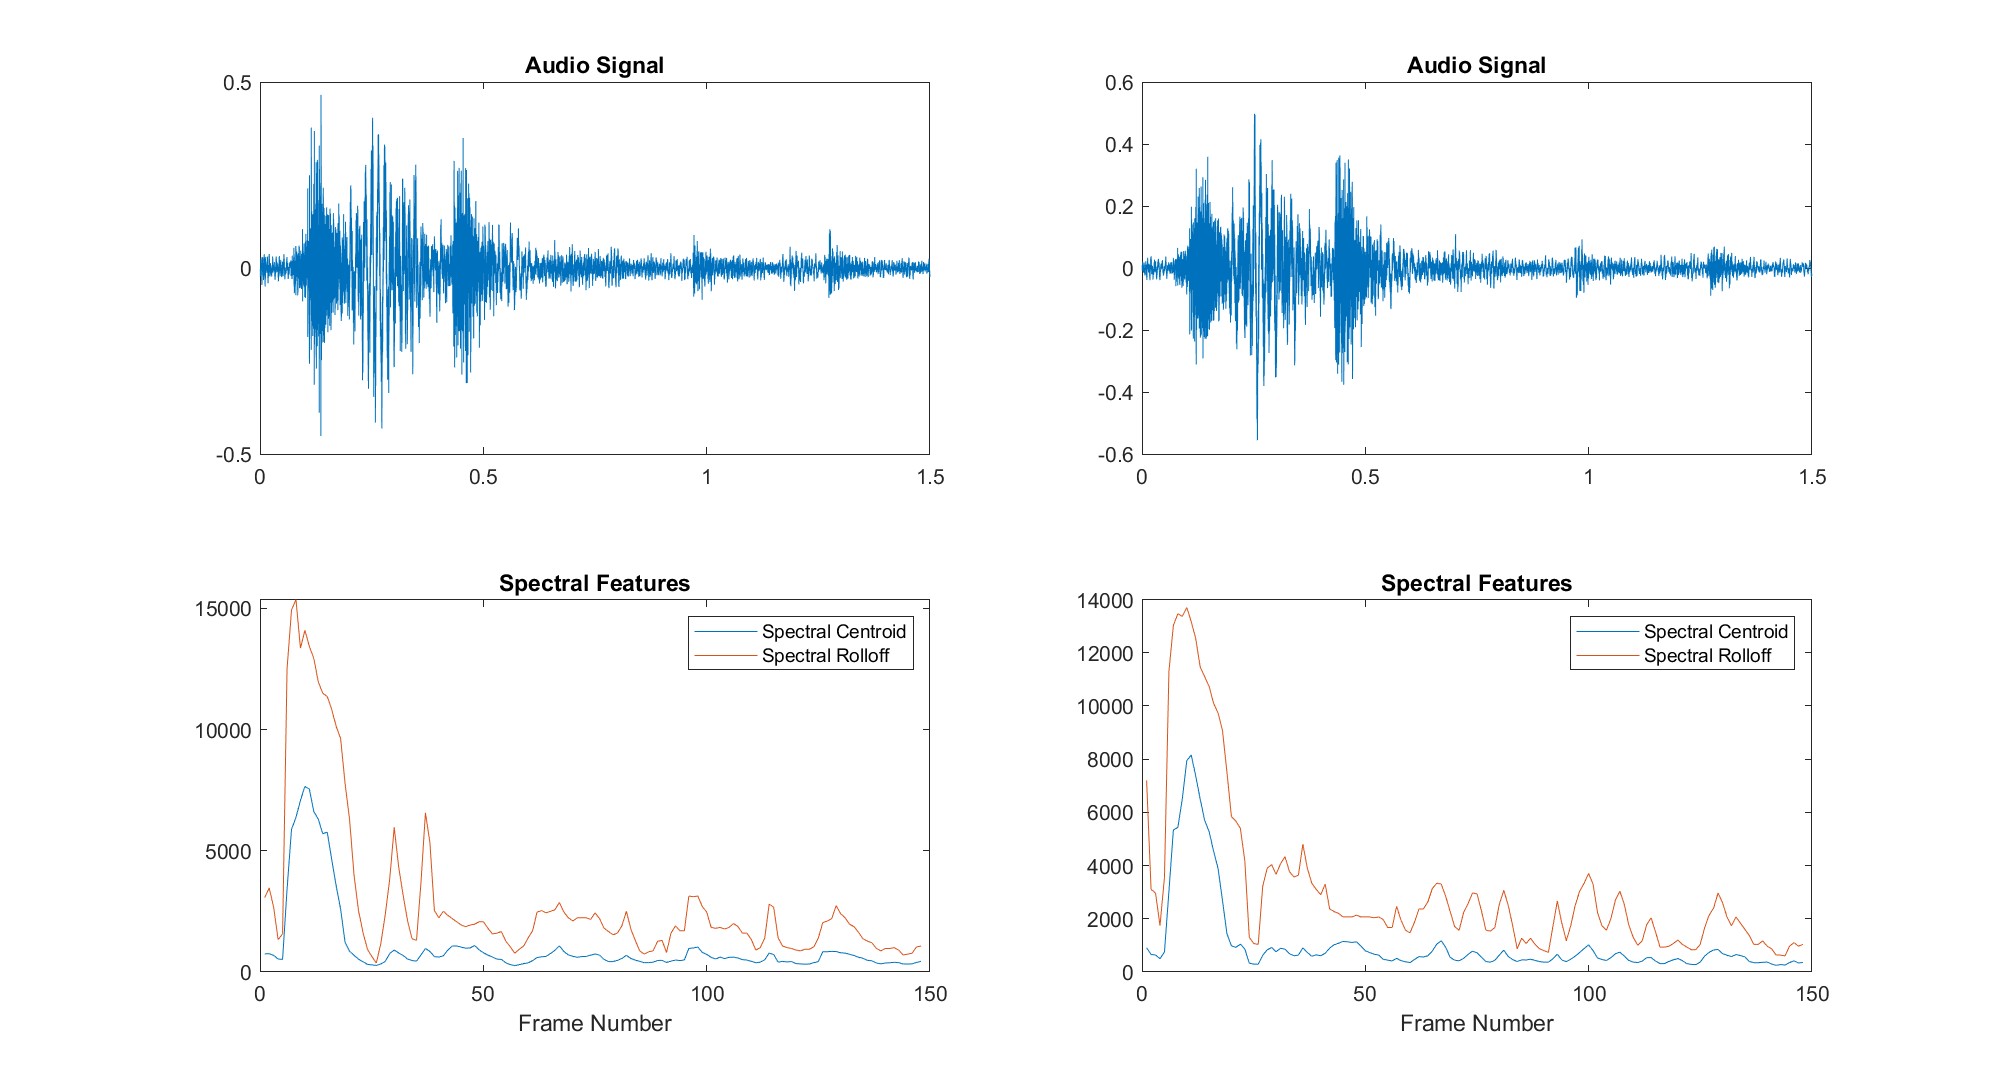 Audio Signal
0.5
0
-0.5
0 0.5 1 1.5
Audio Signal
0.6
0.4
0.2
0
-0.2
-0.4
-0.6
0 0.5 1 1.5
Spectral Features
15000
10000
5000
0
Spectral Centroid
Spectral Rolloff
0 50 100 150
Frame Number
Spectral Features
14000
12000
10000
8000
6000
4000
2000
0
Spectral Centroid
Spectral Rolloff
0 50 100 150
Frame Number